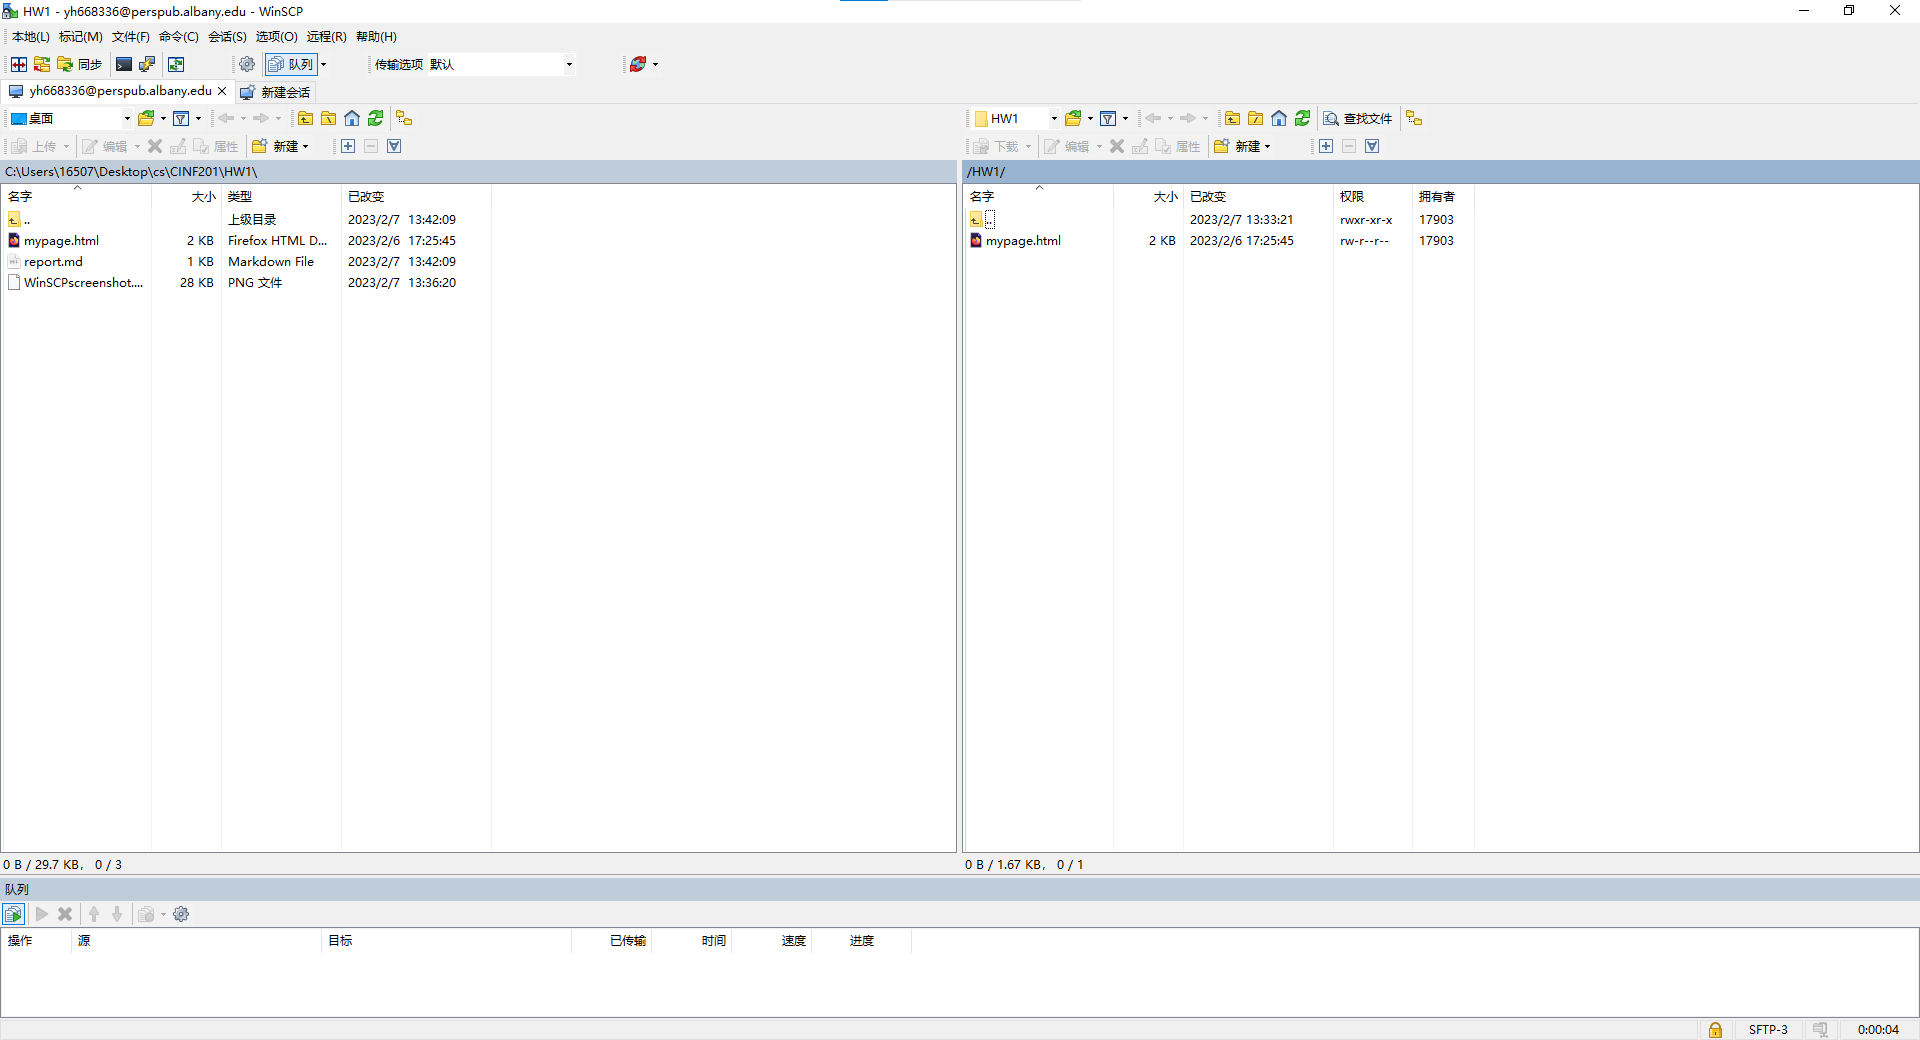 HW1 - yh668336@perspub.albany.edu - WinSCP
本地(L) 标记(M) 文件(F) 命令(C) 会话(S) 选项(O) 远程(R) 帮助(H)
同步 队列 传输选项 默认
yh668336@perspub.albany.edu 新建会话
桌面 HW1 查找文件
上传 编辑 属性 新建 下载 编辑 属性 新建
C:\Users\16507\Desktop\cs\CINF201\HW1\ /HW1/
名字 大小 类型 已改变 名字 大小 已改变 权限 拥有者
.. 上级目录 2023/2/7 13:42:09 .. 2023/2/7 13:33:21 rwxr-xr-x 17903
mypage.html 2 KB Firefox HTML D... 2023/2/6 17:25:45 mypage.html 2 KB 2023/2/6 17:25:45 rw-r--r-- 17903
report.md 1 KB Markdown File 2023/2/7 13:42:09
WinSCPscreenshot.... 28 KB PNG 文件 2023/2/7 13:36:20
0 B / 29.7 KB， 0 / 3 0 B / 1.67 KB， 0 / 1
队列
操作 源 目标 已传输 时间 速度 进度
SFTP-3 0:00:04